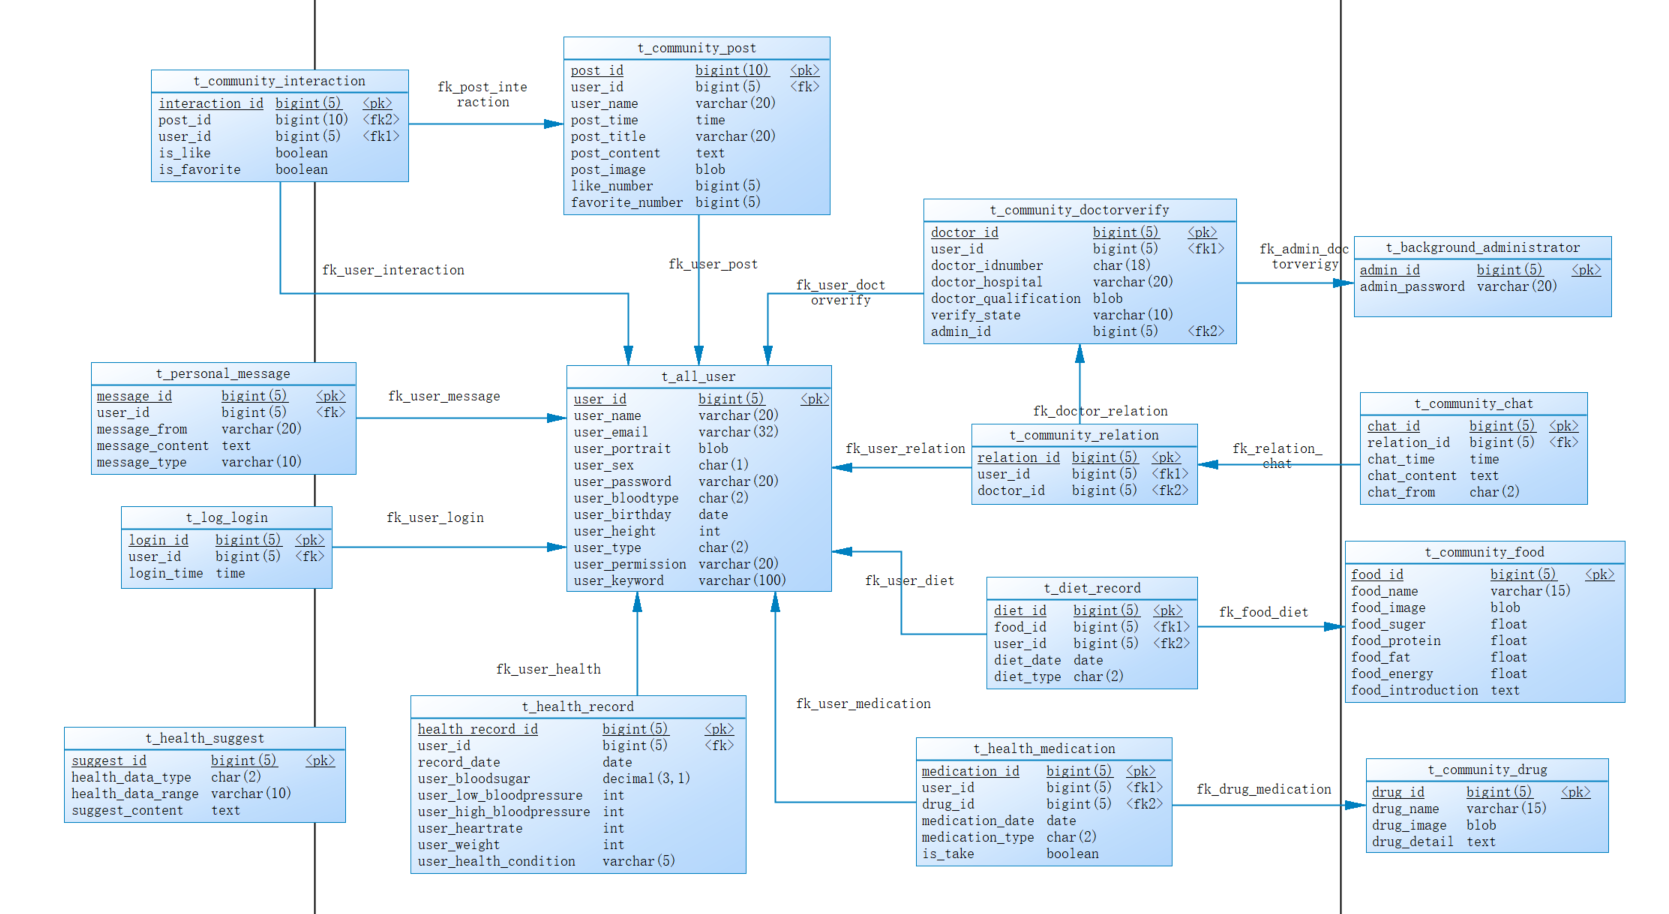 t_community_post
post_id bigint(10) <pk>
user_id bigint(5) <fk>
user_name varchar(20)
post_time time
post_title varchar(20)
post_content text
post_image blob
like_number bigint(5)
favorite_number bigint(5)
t_community_interaction
interaction_id bigint(5) <pk>
post_id bigint(10) <fk2>
user_id bigint(5) <fk1>
is_like boolean
is_favorite boolean
fk_post_inte
raction
fk_user_interaction
fk_user_post
fk_user_doct
orverify
t_community_doctorverify
doctor_id bigint(5) <pk>
user_id bigint(5) <fk1>
doctor_idnumber char(18)
doctor_hospital varchar(20)
doctor_qualification blob
verify_state varchar(10)
admin_id bigint(5) <fk2>
fk_admin_doc
torverigy
t_background_administrator
admin_id bigint(5) <pk>
admin_password varchar(20)
t_personal_message
message_id bigint(5) <pk>
user_id bigint(5) <fk>
message_from varchar(20)
message_content text
message_type varchar(10)
fk_user_message
t_all_user
user_id bigint(5) <pk>
user_name varchar(20)
user_email varchar(32)
user_portrait blob
user_sex char(1)
user_password varchar(20)
user_bloodtype char(2)
user_birthday date
user_height int
user_type char(2)
user_permission varchar(20)
user_keyword varchar(100)
fk_doctor_relation
fk_user_relation
t_community_relation
relation_id bigint(5) <pk>
user_id bigint(5) <fk1>
doctor_id bigint(5) <fk2>
fk_relation_
chat
t_community_chat
chat_id bigint(5) <pk>
relation_id bigint(5) <fk>
chat_time time
chat_content text
chat_from char(2)
t_log_login
login_id bigint(5) <pk>
user_id bigint(5) <fk>
login_time time
fk_user_login
fk_user_diet
t_diet_record
diet_id bigint(5) <pk>
food_id bigint(5) <fk1>
user_id bigint(5) <fk2>
diet_date date
diet_type char(2)
fk_food_diet
t_community_food
food_id bigint(5) <pk>
food_name varchar(15)
food_image blob
food_suger float
food_protein float
food_fat float
food_energy float
food_introduction text
fk_user_health
t_health_record
health_record_id bigint(5) <pk>
user_id bigint(5) <fk>
record_date date
user_bloodsugar decimal(3,1)
user_low_bloodpressure int
user_high_bloodpressure int
user_heartrate int
user_weight int
user_health_condition varchar(5)
fk_user_medication
t_health_suggest
suggest_id bigint(5) <pk>
health_data_type char(2)
health_data_range varchar(10)
suggest_content text
t_health_medication
medication_id bigint(5) <pk>
user_id bigint(5) <fk1>
drug_id bigint(5) <fk2>
medication_date date
medication_type char(2)
is_take boolean
fk_drug_medication
t_community_drug
drug_id bigint(5) <pk>
drug_name varchar(15)
drug_image blob
drug_detail text